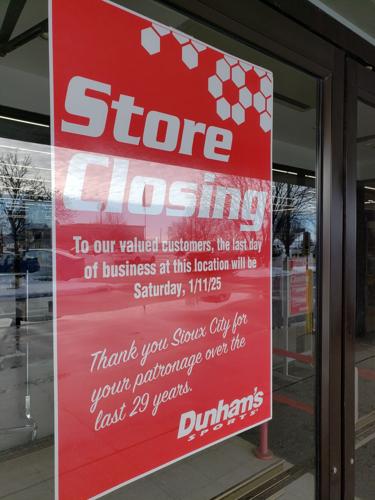 Store
Closing
To our valued customers, the last day
of business at this location will be
Saturday, 1/11/25
Thank you Sioux City for
your patronage over the
last 29 years.
Dunham's
SPORTS